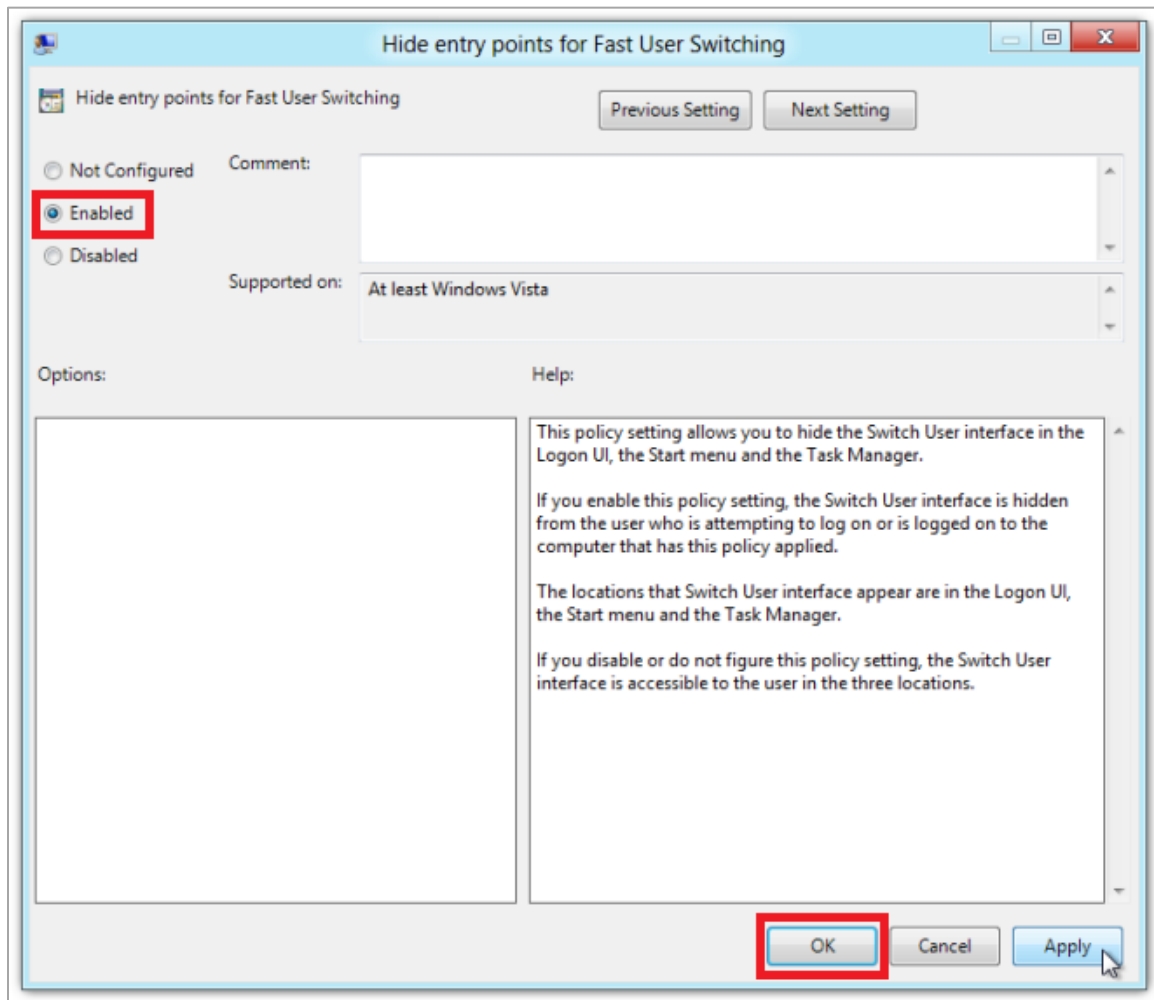 Hide entry points for Fast User Switching
Hide entry points for Fast User Switching
Previous Setting
Next Setting
Not Configured
Comment:
Enabled
Disabled
Supported on:
At least Windows Vista
Options:
Help:
This policy setting allows you to hide the Switch User interface in the
Logon UI, the Start menu and the Task Manager.
If you enable this policy setting, the Switch User interface is hidden
from the user who is attempting to log on or is logged on to the
computer that has this policy applied.
The locations that Switch User interface appear are in the Logon UI,
the Start menu and the Task Manager.
If you disable or do not figure this policy setting, the Switch User
interface is accessible to the user in the three locations.
OK
Cancel
Apply